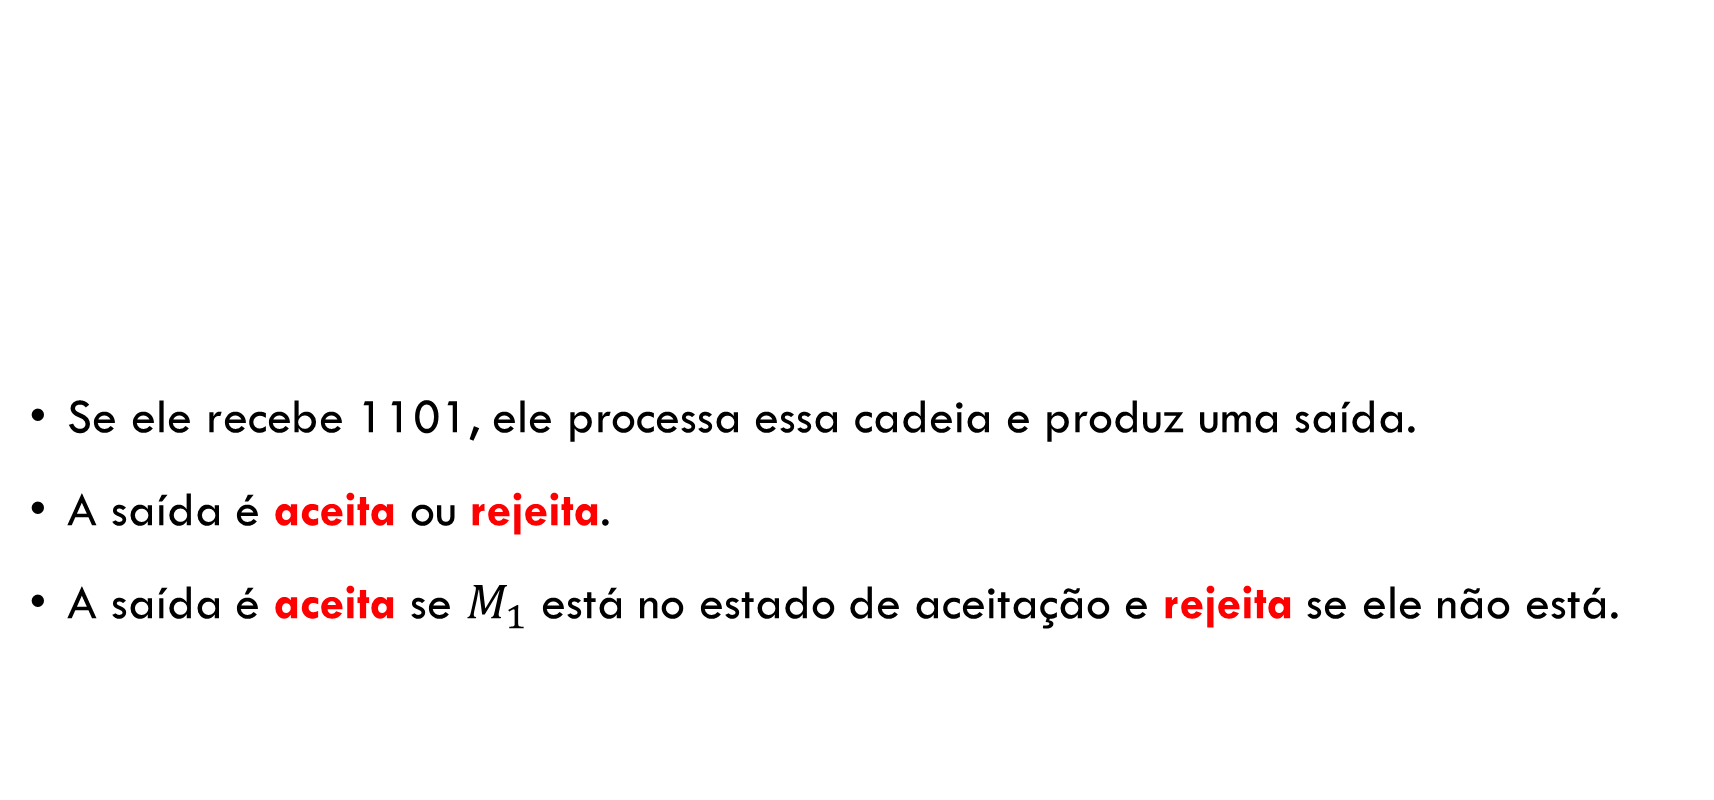 • Se ele recebe 1101, ele processa essa cadeia e produz uma saída.
• A saída é aceita ou rejeita.
• A saída é aceita se M₁ está no estado de aceitação e rejeita se ele não está.